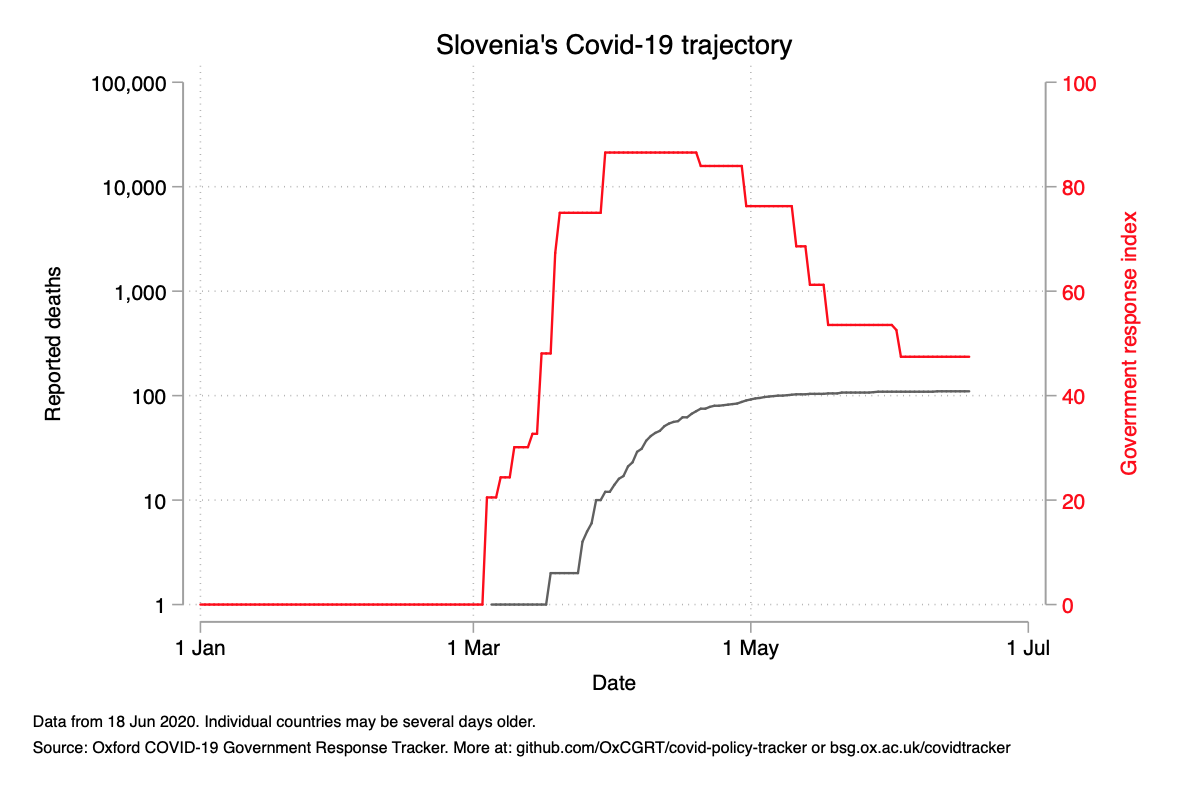 Slovenia's Covid-19 trajectory
100,000
10,000
1,000
100
10
1
Reported deaths
100
80
60
40
20
0
Government response index
1 Jan
1 Mar
1 May
1 Jul
Date
Data from 18 Jun 2020. Individual countries may be several days older.
Source: Oxford COVID-19 Government Response Tracker. More at: github.com/OxCGRT/covid-policy-tracker or bsg.ox.ac.uk/covidtracker